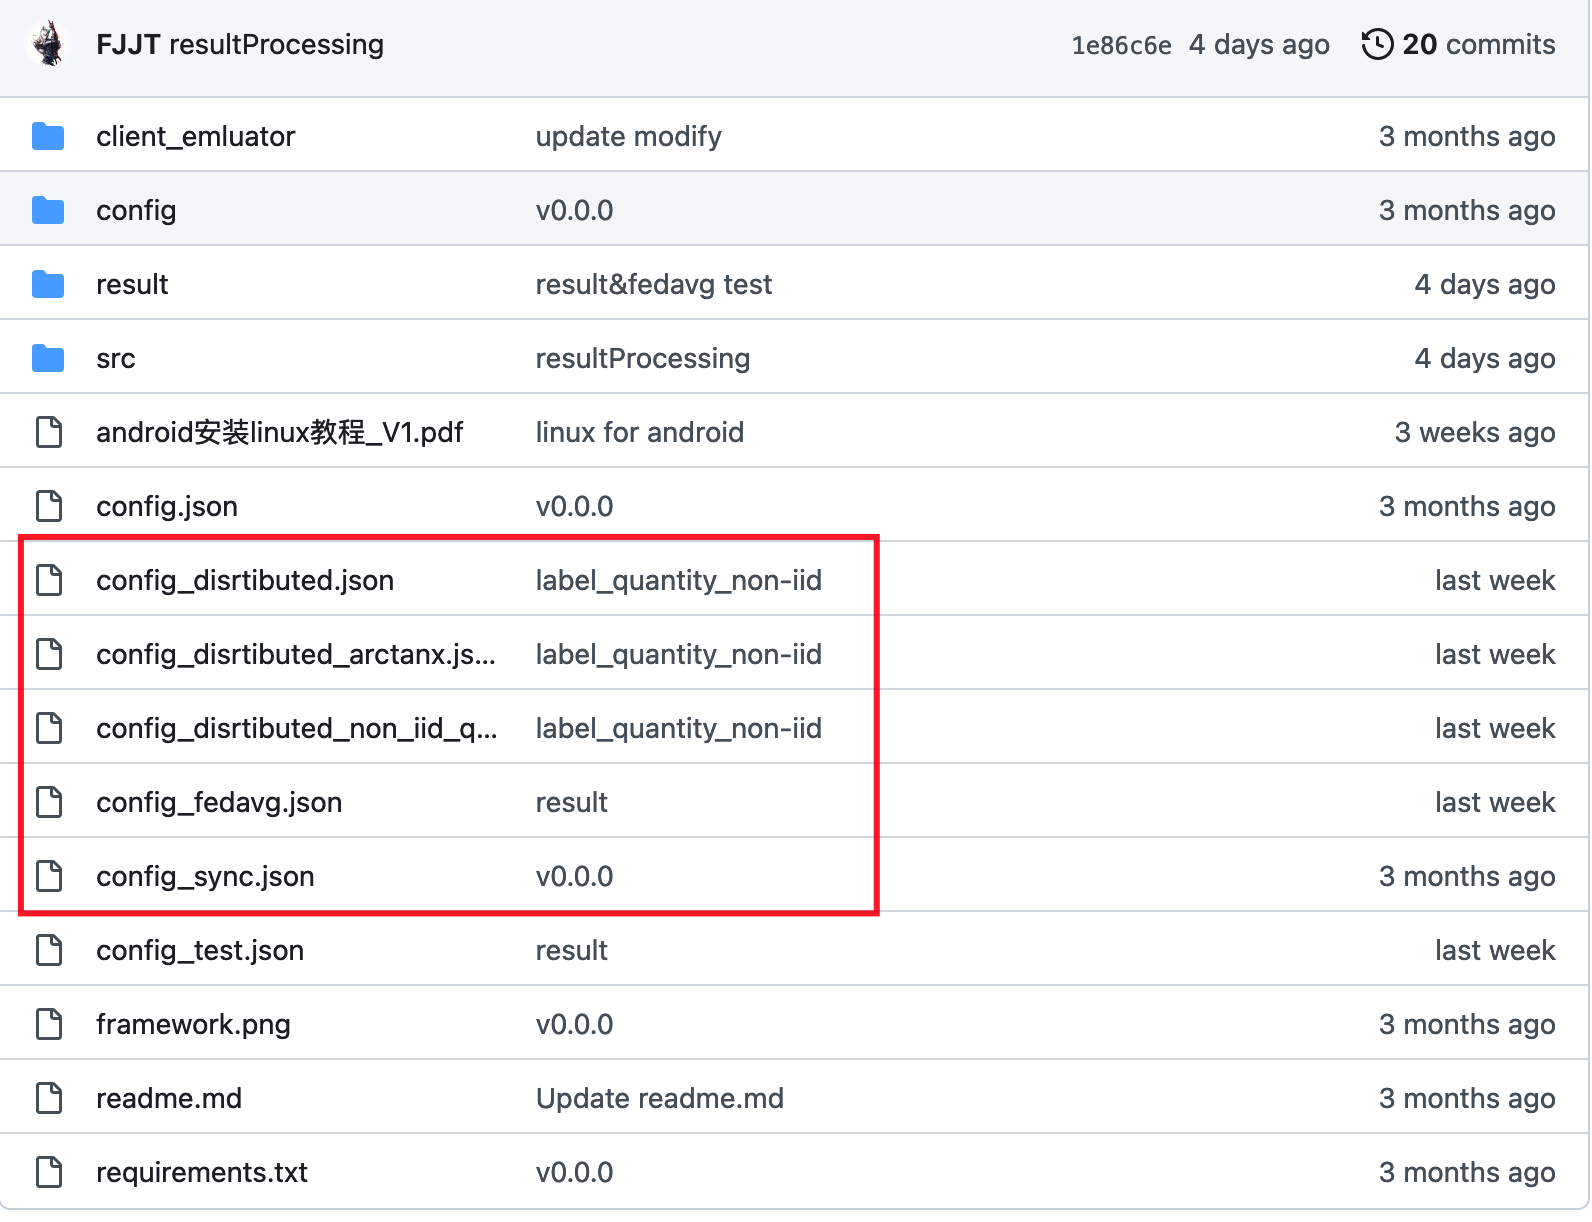 FJJT resultProcessing 1e86c6e 4 days ago 20 commits
client_emluator update modify 3 months ago
config v0.0.0 3 months ago
result result&fedavg test 4 days ago
src resultProcessing 4 days ago
android安装linux教程_V1.pdf linux for android 3 weeks ago
config.json v0.0.0 3 months ago
config_disrtibuted.json label_quantity_non-iid last week
config_disrtibuted_arctanx.js... label_quantity_non-iid last week
config_disrtibuted_non_iid_q... label_quantity_non-iid last week
config_fedavg.json result last week
config_sync.json v0.0.0 3 months ago
config_test.json result last week
framework.png v0.0.0 3 months ago
readme.md Update readme.md 3 months ago
requirements.txt v0.0.0 3 months ago